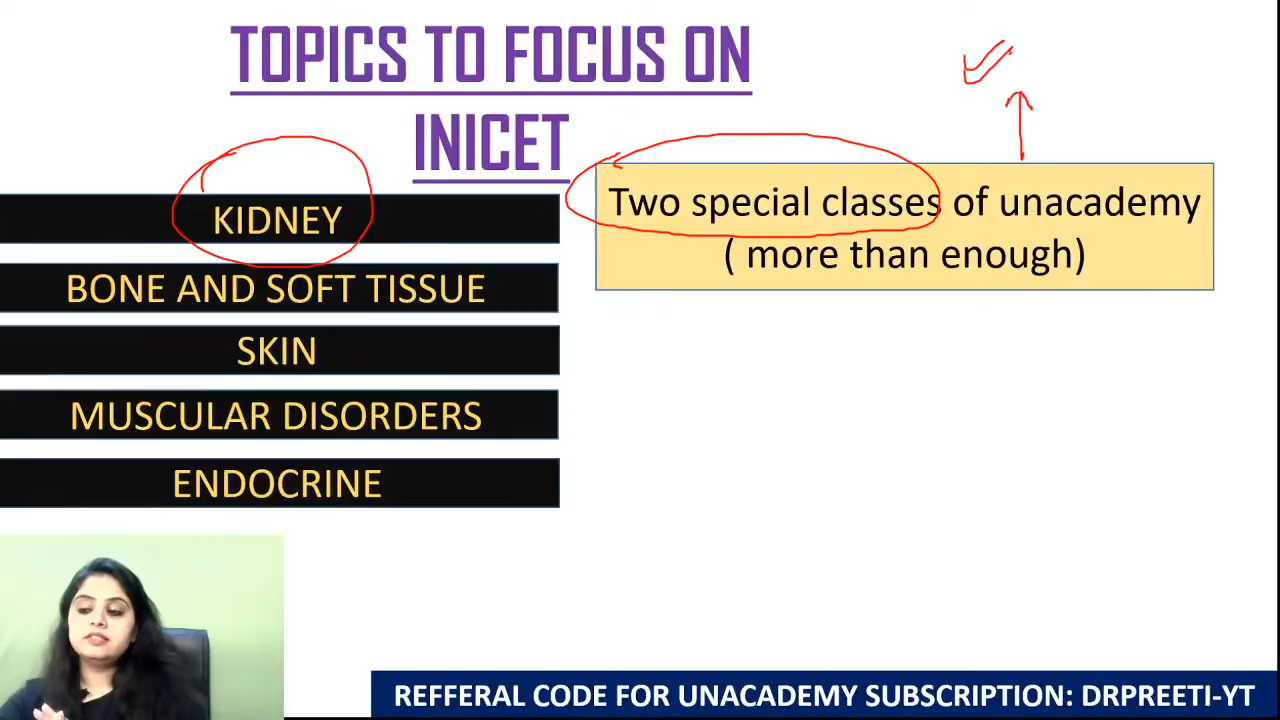 TOPICS TO FOCUS ON
INICET
KIDNEY
BONE AND SOFT TISSUE
SKIN
MUSCULAR DISORDERS
ENDOCRINE
Two special classes of unacademy
( more than enough)
REFFERAL CODE FOR UNACADEMY SUBSCRIPTION: DRPREETI-YT